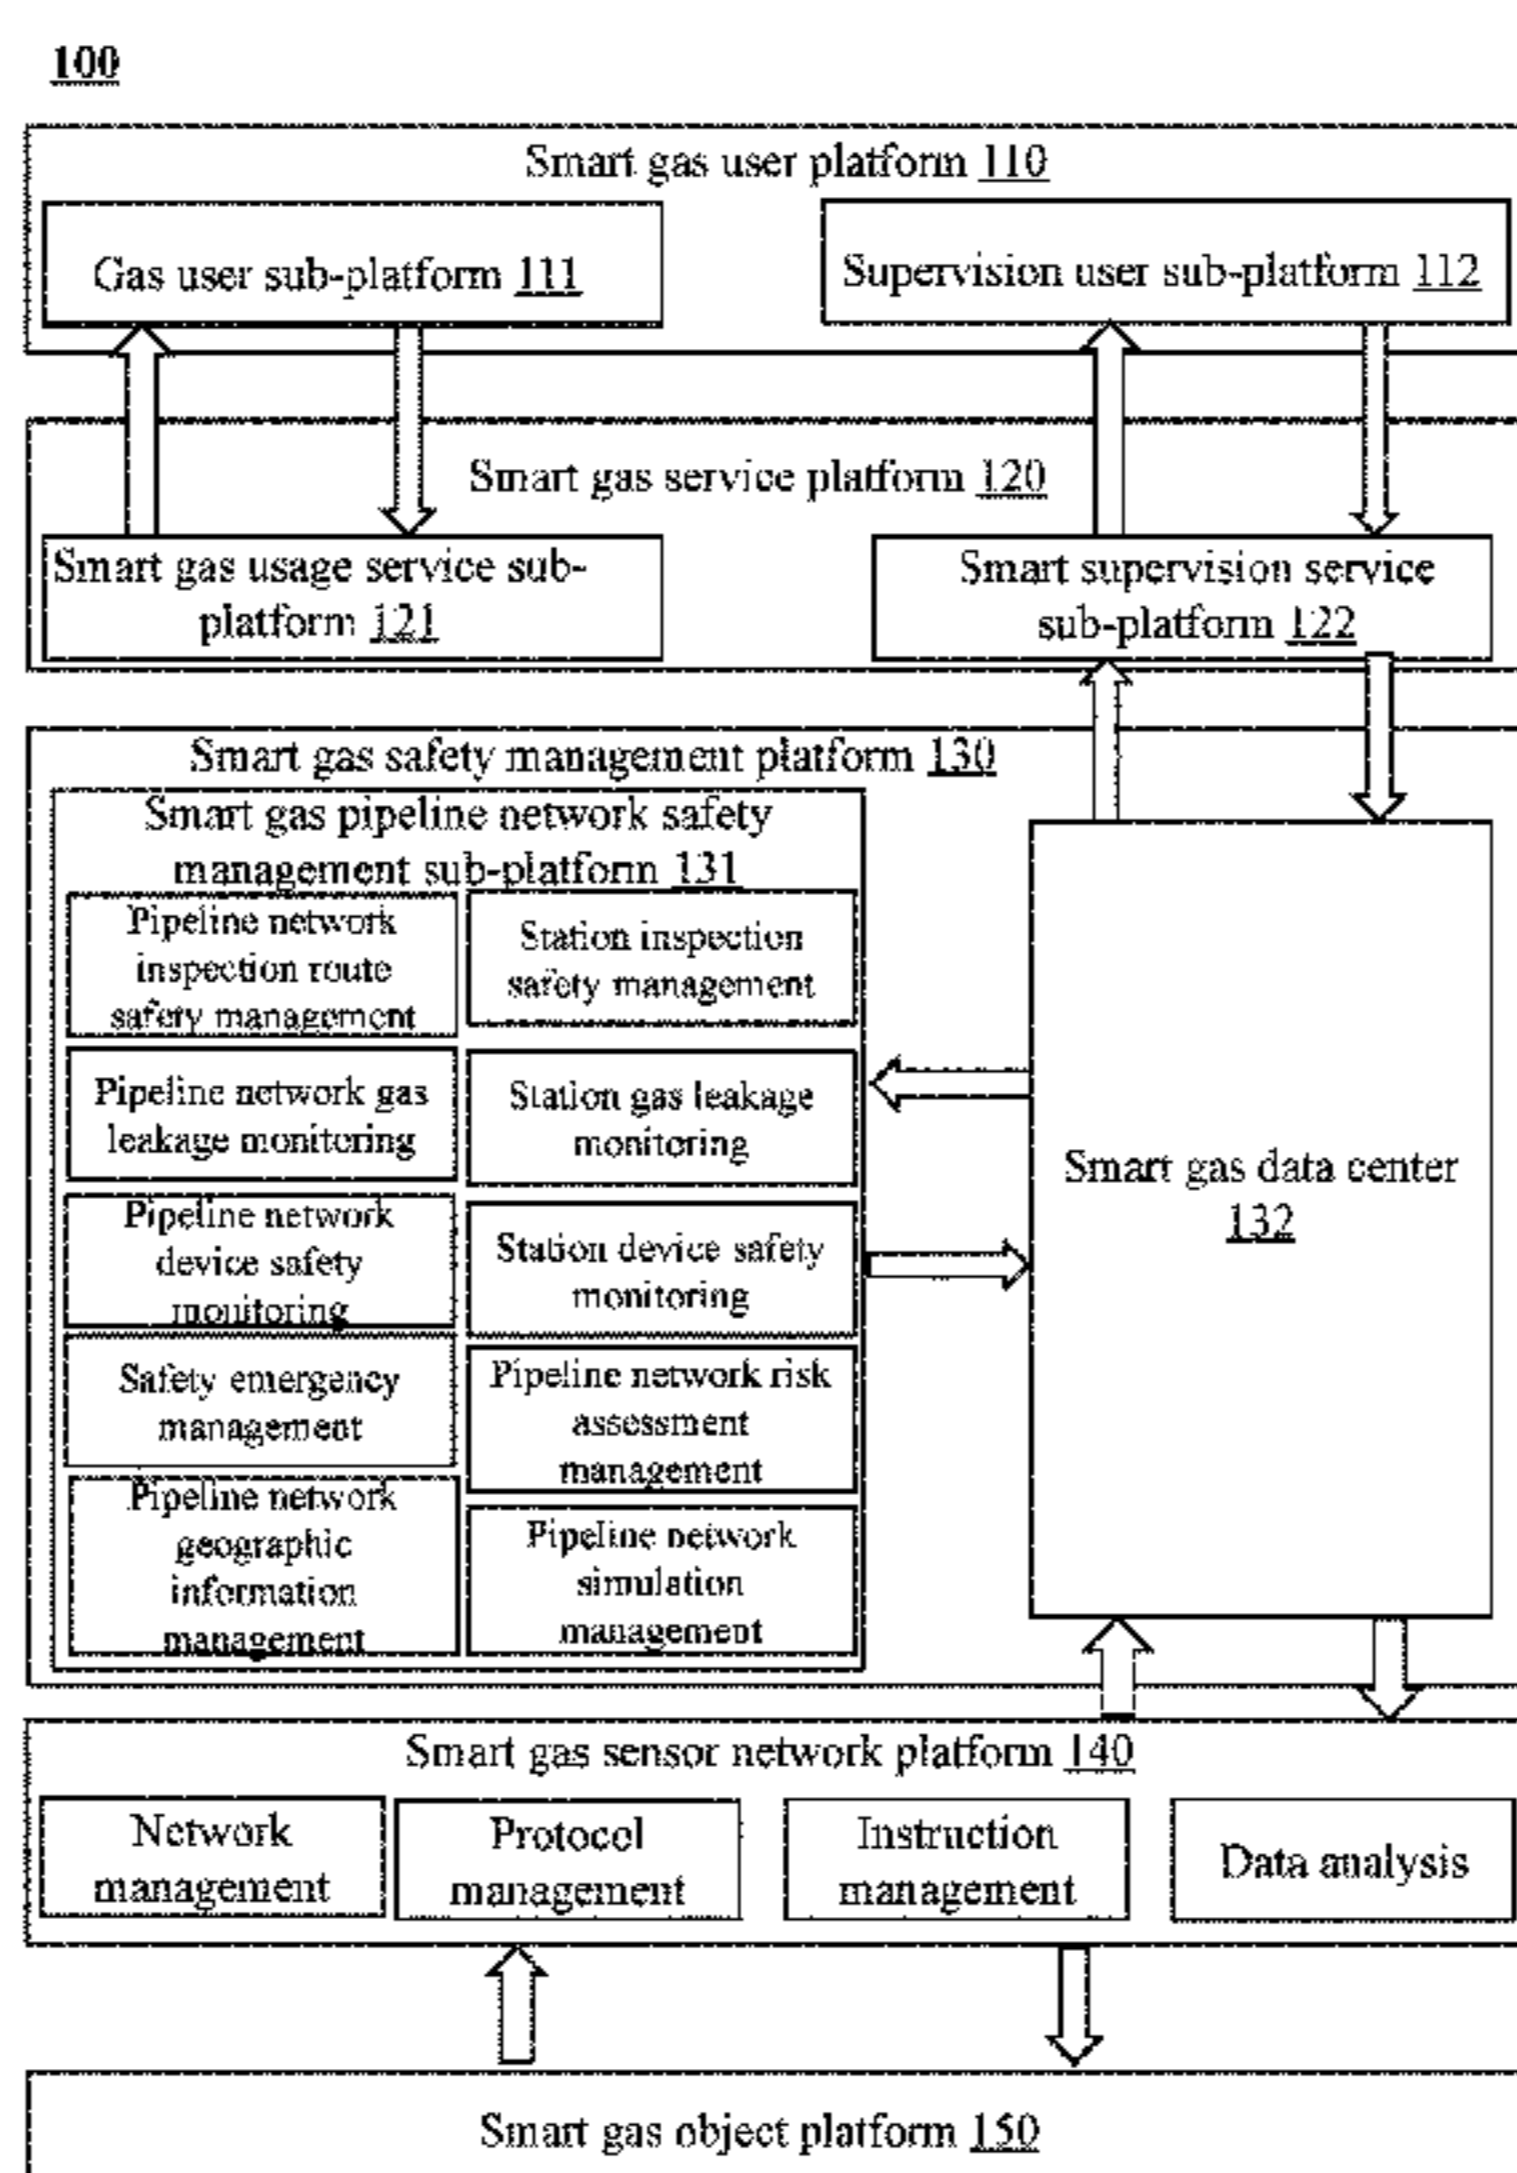 100
Smart gas user platform 110
Gas user sub-platform 111
Supervision user sub-platform 112
Smart gas service platform 120
Smart gas usage service sub-
platform 121
Smart supervision service
sub-platform 122
Smart gas safety management platform 130
Smart gas pipeline network safety
management sub-platform 131
Pipeline network
inspection route
safety management
Station inspection
safety management
Pipeline network gas
leakage monitoring
Station gas leakage
monitoring
Pipeline network
device safety
monitoring
Station device safety
monitoring
Safety emergency
management
Pipeline network risk
assessment
management
Pipeline network
geographic
information
management
Pipeline network
simulation
management
Smart gas data center
132
Smart gas sensor network platform 140
Network
management
Protocol
management
Instruction
management
Data analysis
Smart gas object platform 150